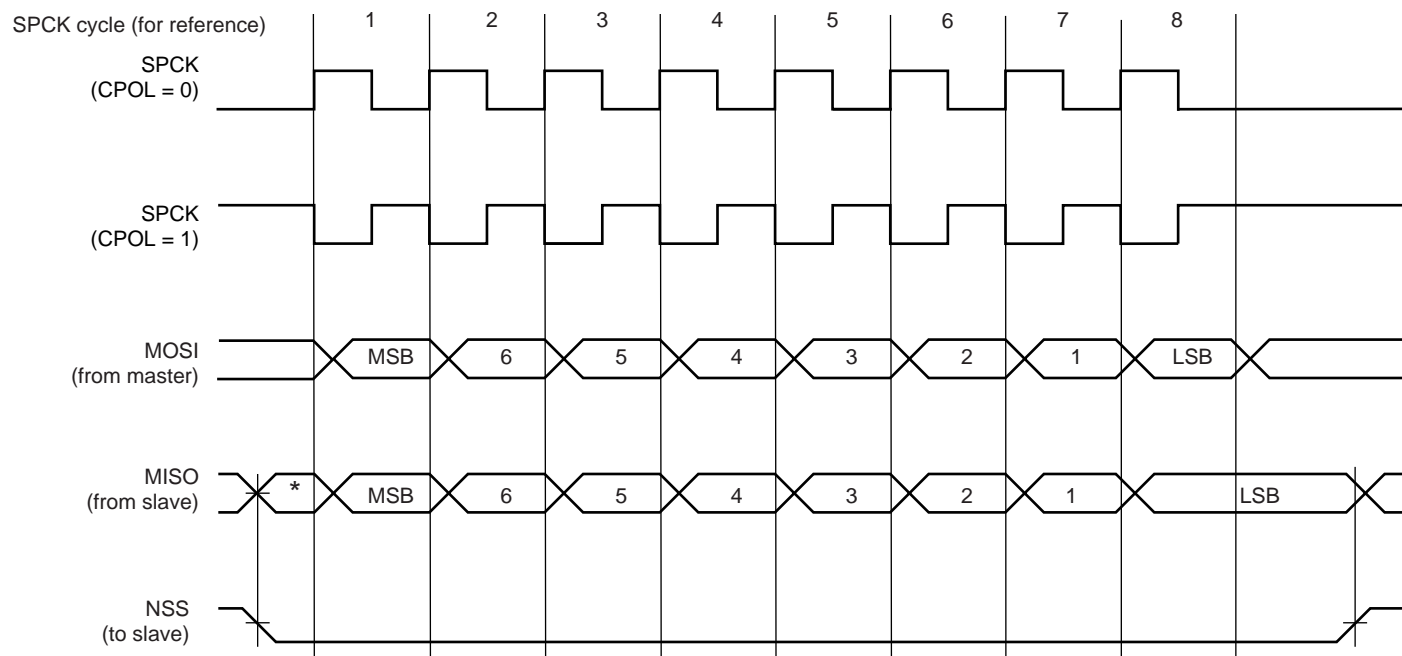 SPCK cycle (for reference) 1 2 3 4 5 6 7 8
SPCK
(CPOL = 0)
SPCK
(CPOL = 1)
MOSI
(from master)
MSB 6 5 4 3 2 1 LSB
MISO
(from slave)
* MSB 6 5 4 3 2 1 LSB
NSS
(to slave)